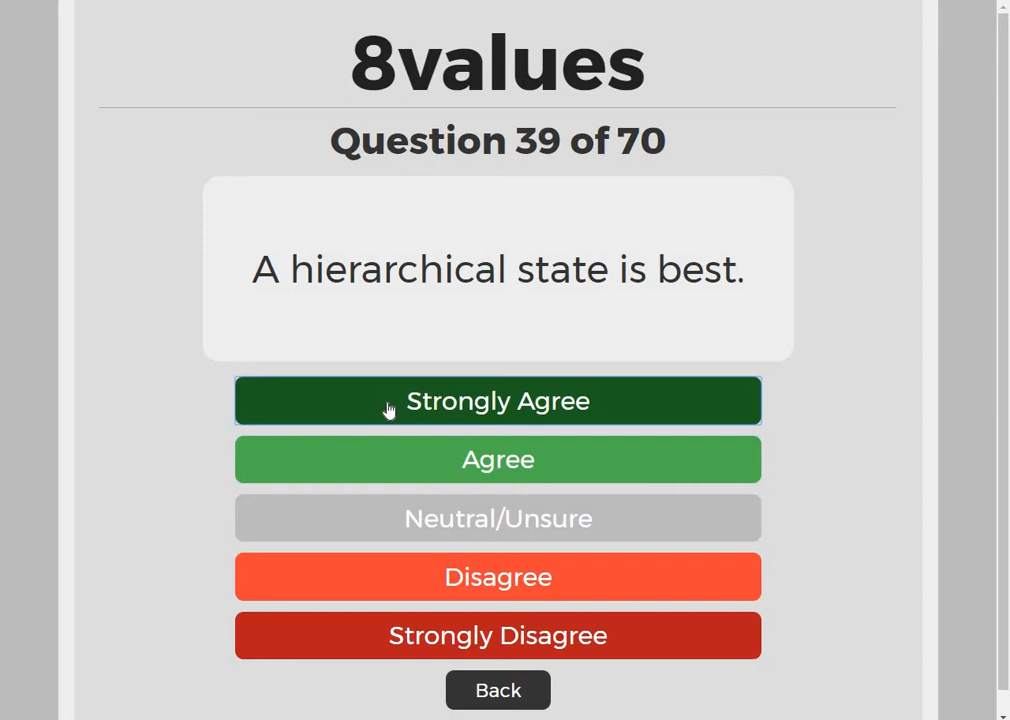 8values
Question 39 of 70
A hierarchical state is best.
Strongly Agree
Agree
Neutral/Unsure
Disagree
Strongly Disagree
Back